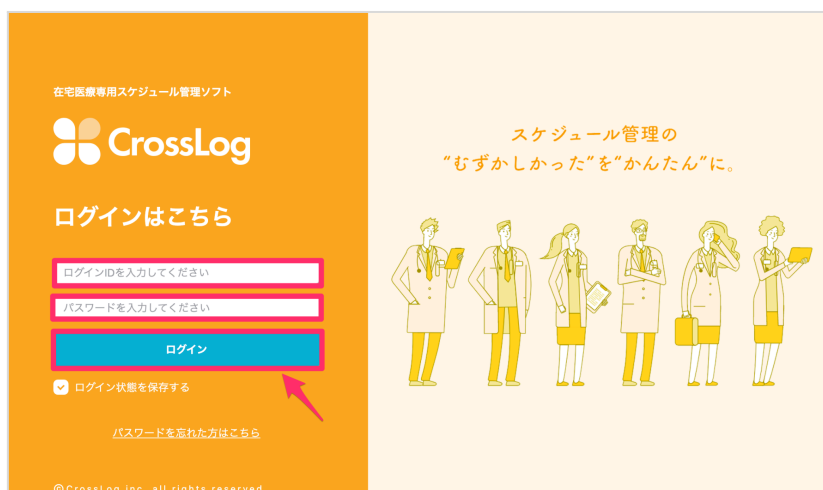 在宅医療専用スケジュール管理ソフト
CrossLog
ログインはこちら
ログインIDを入力してください
パスワードを入力してください
ログイン
ログイン状態を保存する
パスワードを忘れた方はこちら
©CrossLog inc. all rights reserved
スケジュール管理の
“むずかしかった”を“かんたん”に。